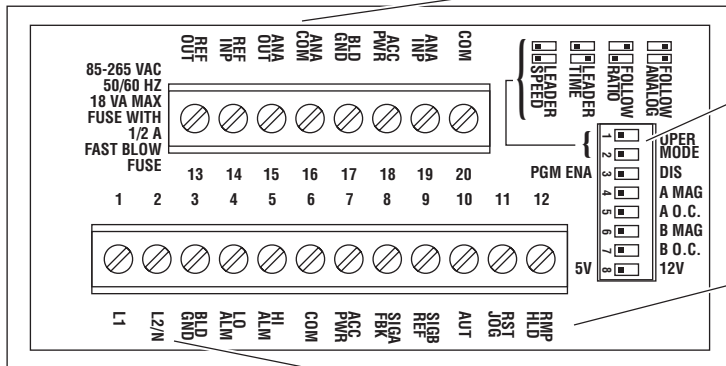 REF OUT
REF INP
ANA OUT
ANA COM
BLD GND
ACC PWR
ANA INP
COM
LEADER SPEED
LEADER TIME
FOLLOW RATIO
FOLLOW ANALOG
85-265 VAC
50/60 HZ
18 VA MAX
FUSE WITH
1/2 A
FAST BLOW
FUSE
13 14 15 16 17 18 19 20
1 2 3 4 5 6 7 8 9 10 11 12
1 OPER
2 MODE
PGM ENA 3 DIS
4 A MAG
5 A O.C.
6 B MAG
7 B O.C.
5V 8 12V
L1
L2/N
BLD GND
LO ALM
HI ALM
COM
ACC PWR
SIGA FBK
SIGB REF
AUT
RST JOG
RMP HLD